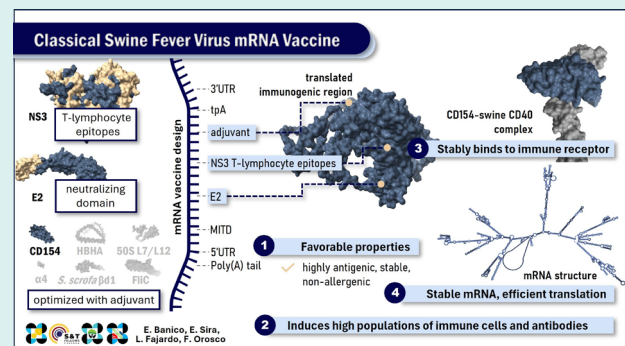 Classical Swine Fever Virus mRNA Vaccine
NS3
T-lymphocyte
epitopes
E2
neutralizing
domain
CD154
HBHA
50S L7/L12
α4
S. scrofa βd1
FliC
optimized with adjuvant
mRNA vaccine design
3'UTR
tpA
adjuvant
NS3 T-lymphocyte epitopes
E2
MITD
5'UTR
Poly(A) tail
translated
immunogenic region
CD154-swine CD40
complex
3 Stably binds to immune receptor
1 Favorable properties
highly antigenic, stable,
non-allergenic
mRNA structure
4 Stable mRNA, efficient translation
2 Induces high populations of immune cells and antibodies
S&T
E. Banico, E. Sira,
L. Fajardo, F. Orosco